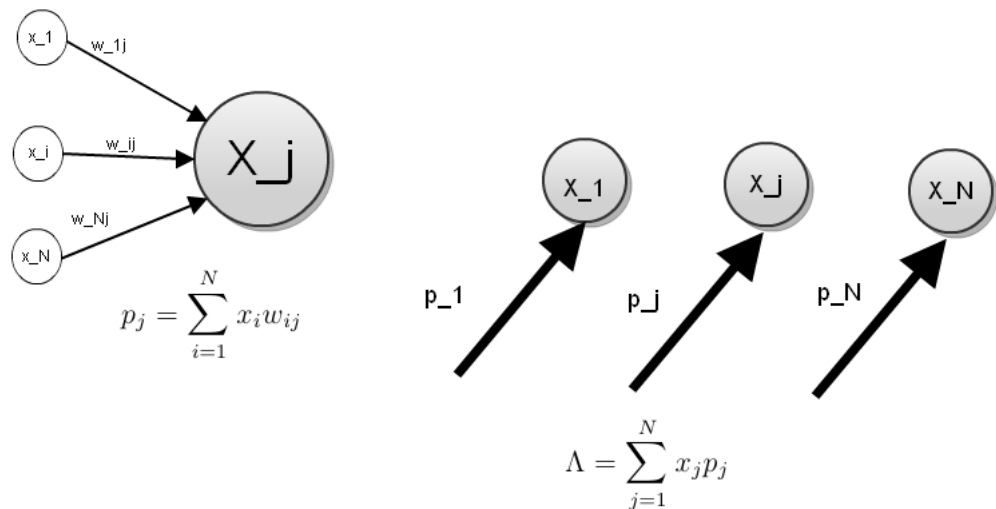 x_1
w_1j
x_i
w_ij
X_j
w_Nj
x_N
p_j = \sum_{i=1}^{N} x_i w_{ij}
X_1
X_j
X_N
p_1
p_j
p_N
Λ = \sum_{j=1}^{N} x_j p_j